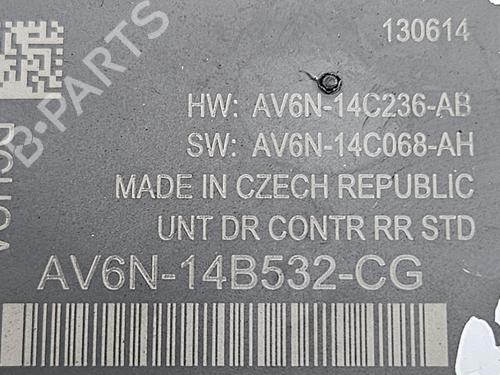 130614
HW: AV6N-14C236-AB
SW: AV6N-14C068-AH
MADE IN CZECH REPUBLIC
UNT DR CONTR RR STD
AV6N-14B532-CG
B-PARTS